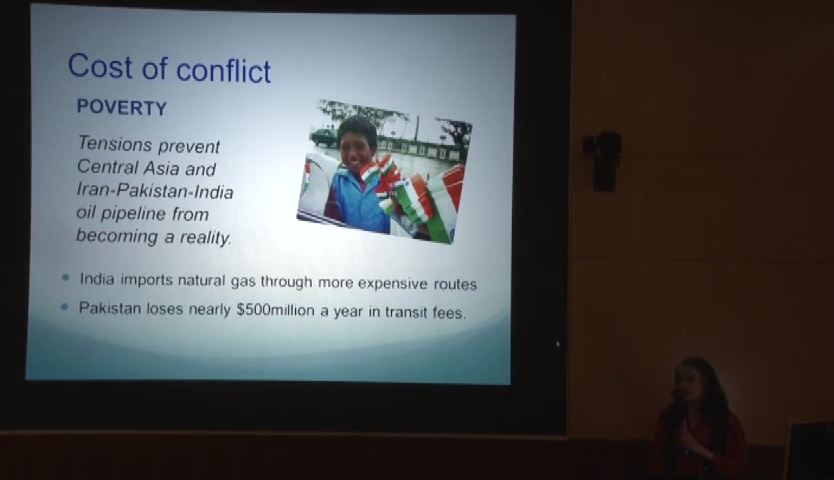 Cost of conflict
POVERTY
Tensions prevent
Central Asia and
Iran-Pakistan-India
oil pipeline from
becoming a reality.
India imports natural gas through more expensive routes
Pakistan loses nearly $500million a year in transit fees.